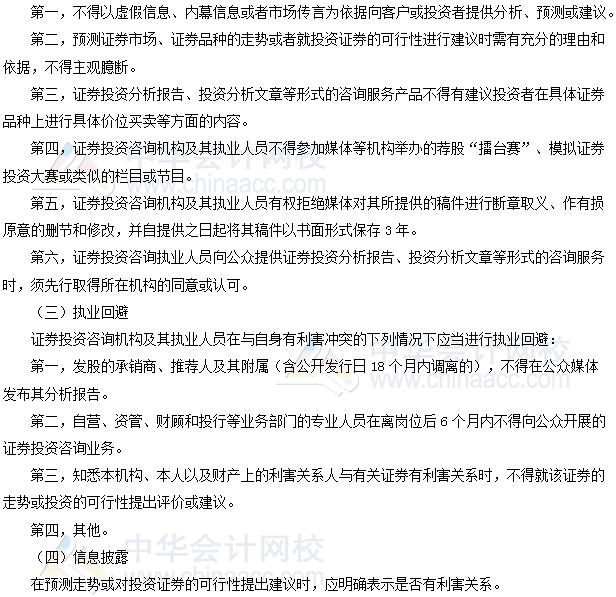 第一，不得以虚假信息、内幕信息或者市场传言为依据向客户或投资者提供分析、预测或建议。
第二，预测证券市场、证券品种的走势或者就投资证券的可行性进行建议时需有充分的理由和
依据，不得主观臆断。
第三，证券投资分析报告、投资分析文章等形式的咨询服务产品不得有建议投资者在具体证券
品种上进行具体价位买卖等方面的内容。
第四，证券投资咨询机构及其执业人员不得参加媒体等机构举办的荐股“擂台赛”、模拟证券
投资大赛或类似的栏目或节目。
第五，证券投资咨询机构及其执业人员有权拒绝媒体对其所提供的稿件进行断章取义、作有损
原意的删节和修改，并自提供之日起将其稿件以书面形式保存 3 年。
第六，证券投资咨询执业人员向公众提供证券投资分析报告、投资分析文章等形式的咨询服务
时，须先行取得所在机构的同意或认可。
（三）执业回避
证券投资咨询机构及其执业人员在与自身有利害冲突的下列情况下应当进行执业回避：
第一，发股的承销商、推荐人及其附属（含公开发行日 18 个月内调离的），不得在公众媒体
发布其分析报告。
第二，自营、资管、财顾和投行等业务部门的专业人员在离岗位后 6 个月内不得向公众开展的
证券投资咨询业务。
第三，知悉本机构、本人以及财产上的利害关系人与有关证券有利害关系时，不得就该证券的
走势或投资的可行性提出评价或建议。
第四，其他。
（四）信息披露
在预测走势或对投资证券的可行性提出建议时，应明确表示是否有利害关系。
中华会计网校
www.chinaacc.com
中华会计网校
www.chinaacc.com
中华会计网校
www.chinaacc.com